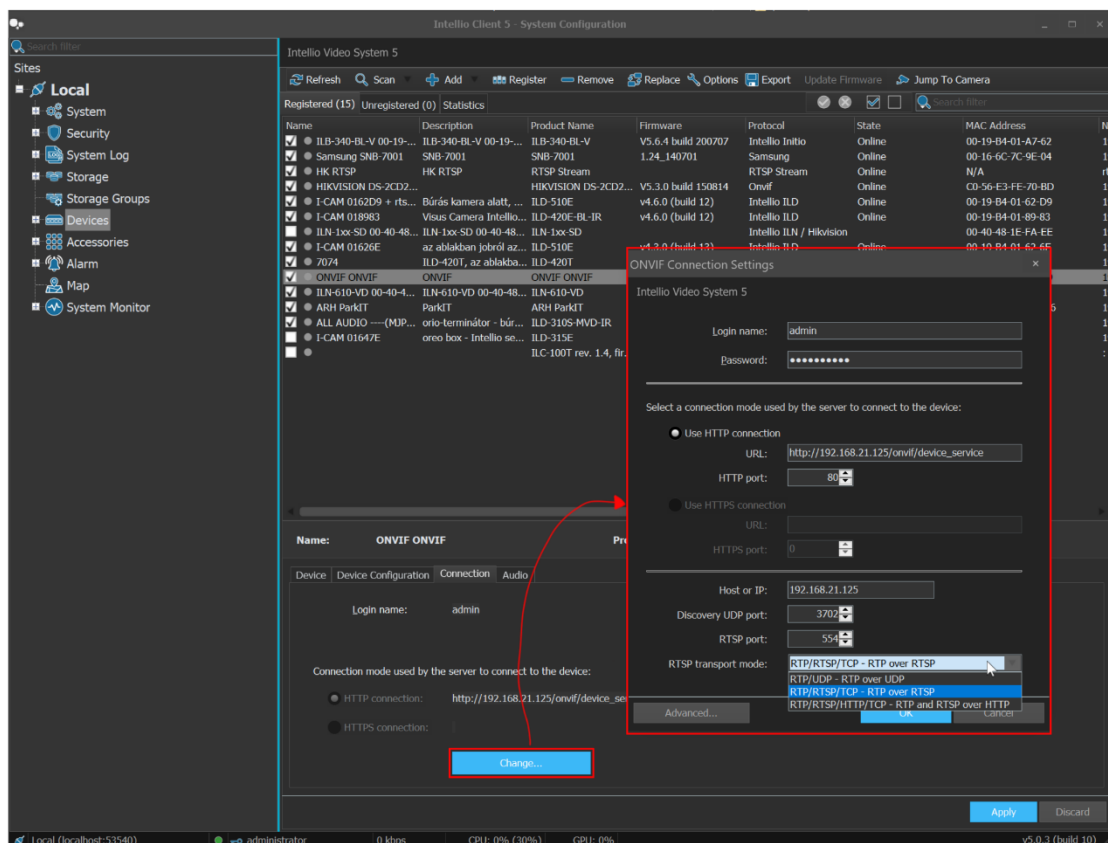 Intellio Client 5 - System Configuration
Search filter
Sites
Local
System
Security
System Log
Storage
Storage Groups
Devices
Accessories
Alarm
Map
System Monitor
Intellio Video System 5
Refresh Scan Add Register Remove Replace Options Export Update Firmware Jump To Camera
Registered (15) Unregistered (0) Statistics Search filter
Name Description Product Name Firmware Protocol State MAC Address
ILB-340-BL-V 00-19-... ILB-340-BL-V 00-19-... ILB-340-BL-V V5.6.4 build 200707 Intellio Initio Online 00-19-B4-01-A7-62
Samsung SNB-7001 SNB-7001 SNB-7001 1.24_140701 Samsung Online 00-16-6C-7C-9E-04
HK RTSP HK RTSP RTSP Stream RTSP Stream Online N/A
HIKVISION DS-2CD2... HIKVISION DS-2CD2... V5.3.0 build 150814 Onvif Online C0-56-E3-FE-70-BD
I-CAM 0162D9 + rts... Búrás kamera alatt, ... ILD-510E v4.6.0 (build 12) Intellio ILD Online 00-19-B4-01-62-D9
I-CAM 018983 Visus Camera Intellio... ILD-420E-BL-IR v4.6.0 (build 12) Intellio ILD Online 00-19-B4-01-89-83
ILN-1xx-SD 00-40-48... ILN-1xx-SD 00-40-48... ILN-1xx-SD Intellio ILN / Hikvision 00-40-48-1E-FA-EE
I-CAM 01626E az ablakban jobról az... ILD-510E v4.3.0 (build 13) Intellio ILD Online 00-19-B4-01-62-6E
7074 ILD-420T, az ablakba... ILD-420T
ONVIF ONVIF ONVIF ONVIF ONVIF
ILN-610-VD 00-40-4... ILN-610-VD 00-40-48... ILN-610-VD
ARH ParkIT ParkIT ARH ParkIT
ALL AUDIO ----(MJP... orio-terminátor - búr... ILD-310S-MVD-IR
I-CAM 01647E oreo box - Intellio se... ILD-315E
ILC-100T rev. 1.4, fir...
Name: ONVIF ONVIF
Device Device Configuration Connection Audio
Login name: admin
Connection mode used by the server to connect to the device:
HTTP connection: http://192.168.21.125/onvif/device_se
HTTPS connection:
Change...
ONVIF Connection Settings
Intellio Video System 5
Login name: admin
Password: ●●●●●●●●●●
Select a connection mode used by the server to connect to the device:
Use HTTP connection
URL: http://192.168.21.125/onvif/device_service
HTTP port: 80
Use HTTPS connection
URL:
HTTPS port: 0
Host or IP: 192.168.21.125
Discovery UDP port: 3702
RTSP port: 554
RTSP transport mode: RTP/RTSP/TCP - RTP over RTSP
RTP/UDP - RTP over UDP
RTP/RTSP/TCP - RTP over RTSP
RTP/RTSP/HTTP/TCP - RTP and RTSP over HTTP
Advanced... OK Cancel
Apply Discard
Local (localhost:53540) administrator 0 kbps CPU: 0% (30%) GPU: 0% v5.0.3 (build 10)